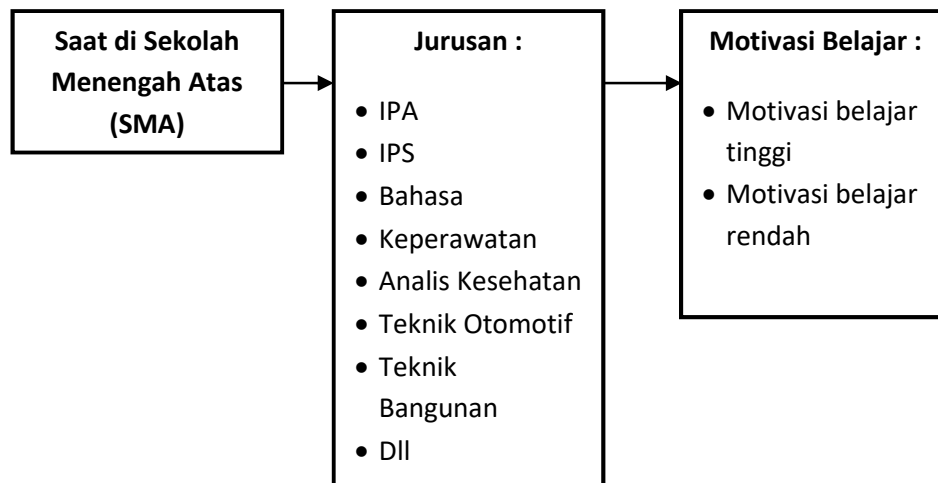 Saat di Sekolah
Menengah Atas
(SMA)
Jurusan :
• IPA
• IPS
• Bahasa
• Keperawatan
• Analis Kesehatan
• Teknik Otomotif
• Teknik
Bangunan
• Dll
Motivasi Belajar :
• Motivasi belajar
tinggi
• Motivasi belajar
rendah